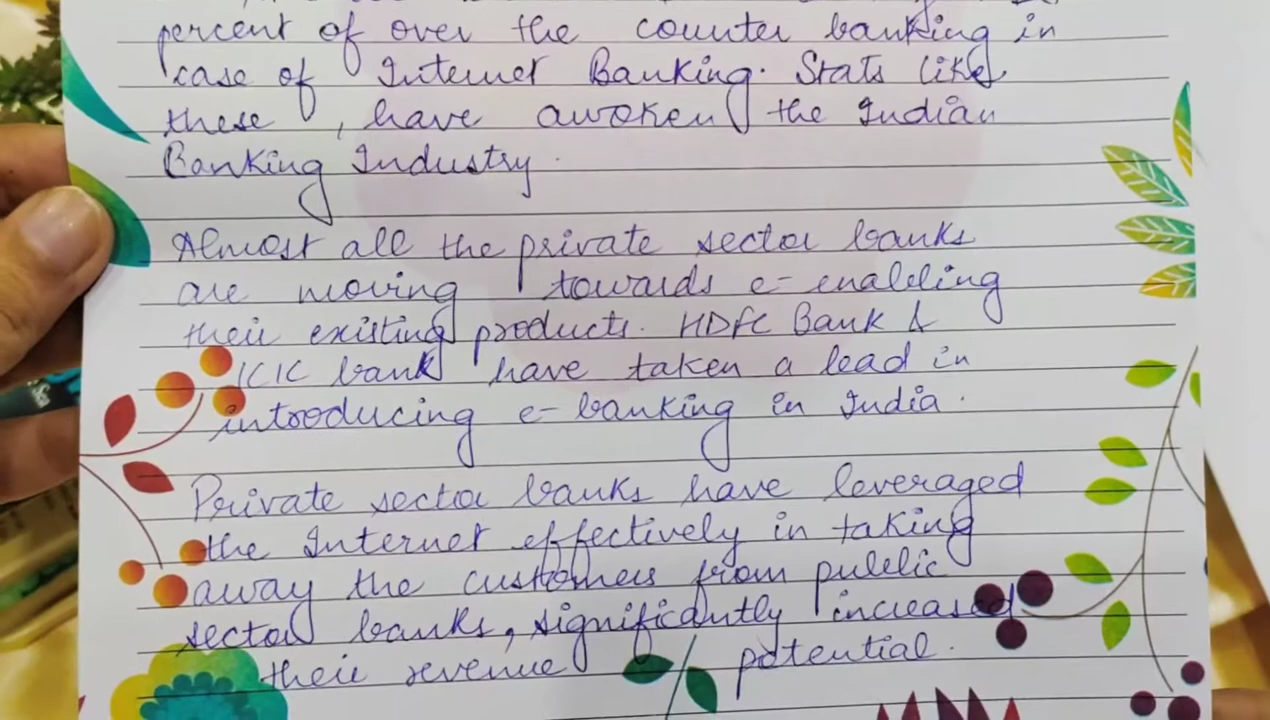 percent of over the counter banking in
case of Internet Banking. Stats like
these, have awoken the Indian
Banking Industry.
Almost all the private sector banks
are moving towards e-enabling
their existing products. HDFC Bank &
ICIC bank have taken a lead in
introducing e-banking in India.
Private sector banks have leveraged
the Internet effectively in taking
away the customers from public
sector banks, significantly increased
their revenue potential.